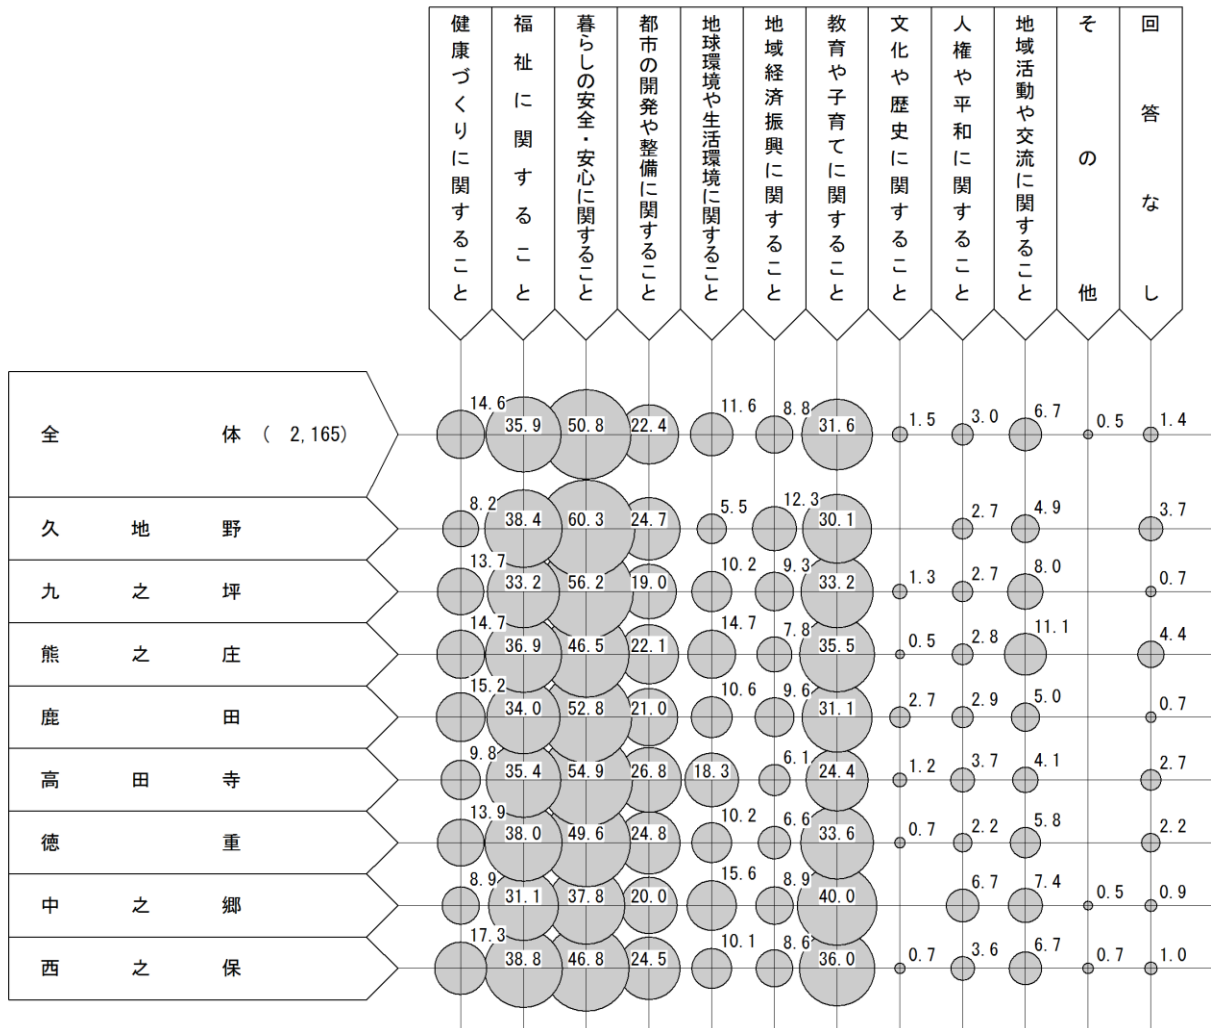 健康づくりに関すること
福祉に関すること
暮らしの安全・安心に関すること
都市の開発や整備に関すること
地球環境や生活環境に関すること
地域経済振興に関すること
教育や子育てに関すること
文化や歴史に関すること
人権や平和に関すること
地域活動や交流に関すること
その他
回答なし
全体 ( 2,165) 14.6 35.9 50.8 22.4 11.6 8.8 31.6 1.5 3.0 6.7 0.5 1.4
久地野 8.2 38.4 60.3 24.7 5.5 12.3 30.1 2.7 4.9 3.7
九之坪 13.7 33.2 56.2 19.0 10.2 9.3 33.2 1.3 2.7 8.0 0.7
熊之庄 14.7 36.9 46.5 22.1 14.7 7.8 35.5 0.5 2.8 11.1 4.4
鹿田 15.2 34.0 52.8 21.0 10.6 9.6 31.1 2.7 2.9 5.0 0.7
高田寺 9.8 35.4 54.9 26.8 18.3 6.1 24.4 1.2 3.7 4.1 2.7
徳重 13.9 38.0 49.6 24.8 10.2 6.6 33.6 0.7 2.2 5.8 2.2
中之郷 8.9 31.1 37.8 20.0 15.6 8.9 40.0 6.7 7.4 0.5 0.9
西之保 17.3 38.8 46.8 24.5 10.1 8.6 36.0 0.7 3.6 6.7 0.7 1.0